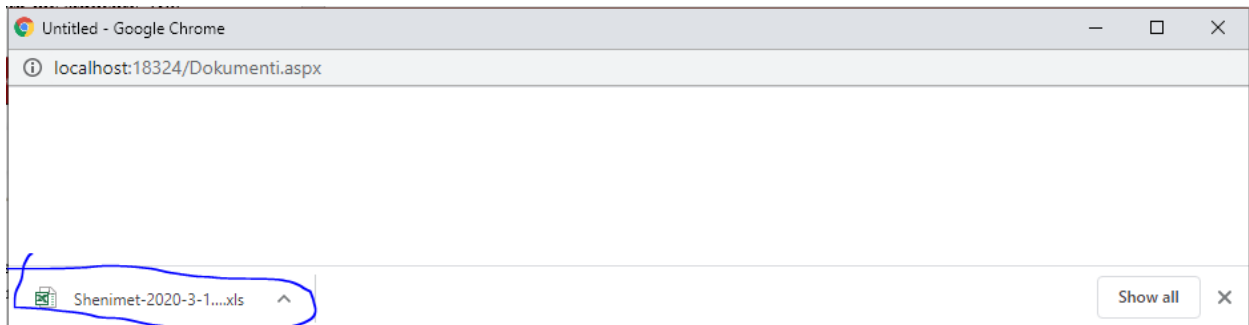 Untitled - Google Chrome
localhost:18324/Dokumenti.aspx
Shenimet-2020-3-1....xls
Show all